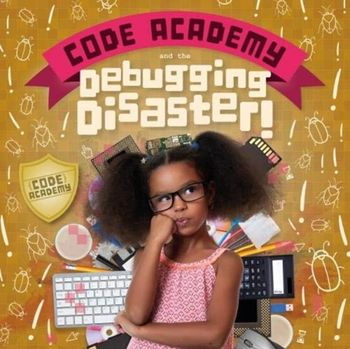 CODE ACADEMY
and the
Debugging
Disaster!
{CODE}
ACADEMY